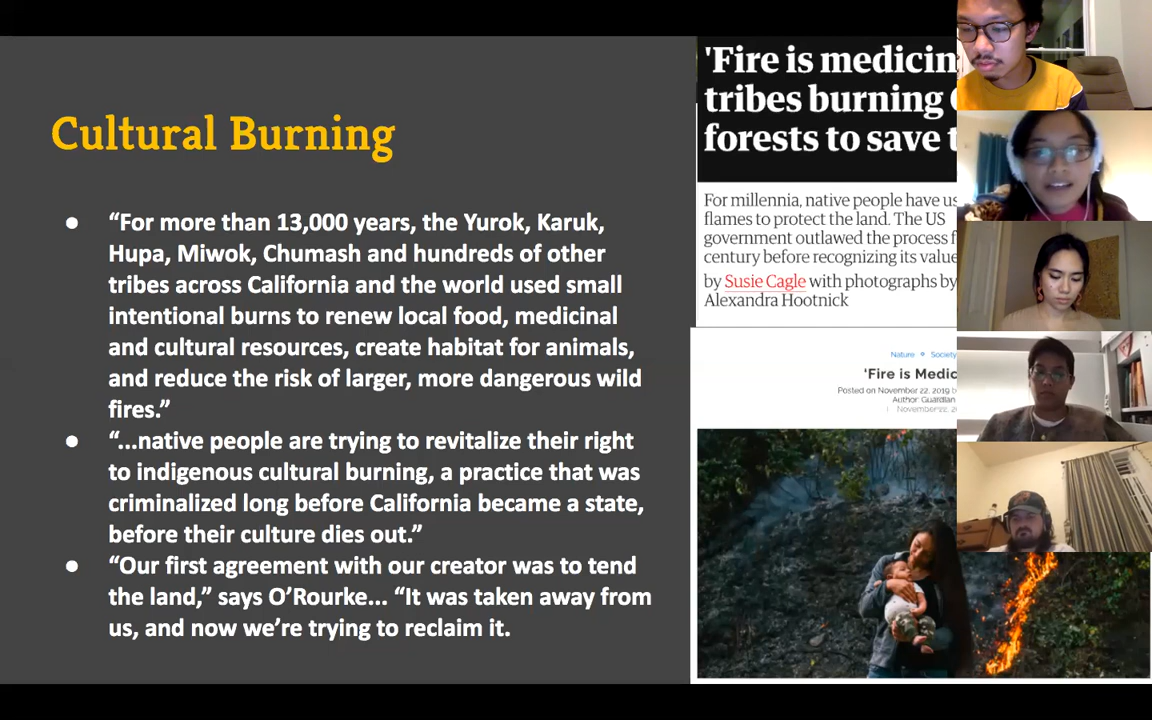 Cultural Burning
● “For more than 13,000 years, the Yurok, Karuk,
Hupa, Miwok, Chumash and hundreds of other
tribes across California and the world used small
intentional burns to renew local food, medicinal
and cultural resources, create habitat for animals,
and reduce the risk of larger, more dangerous wild
fires.”
● “...native people are trying to revitalize their right
to indigenous cultural burning, a practice that was
criminalized long before California became a state,
before their culture dies out.”
● “Our first agreement with our creator was to tend
the land,” says O’Rourke... “It was taken away from
us, and now we’re trying to reclaim it.
'Fire is medicin
tribes burning
forests to save t
For millennia, native people have us
flames to protect the land. The US
government outlawed the process f
century before recognizing its value
by Susie Cagle with photographs by
Alexandra Hootnick
Nature Society
'Fire is Medic
Posted on November 22, 2019 b
Author: Guardian
November 22, 2